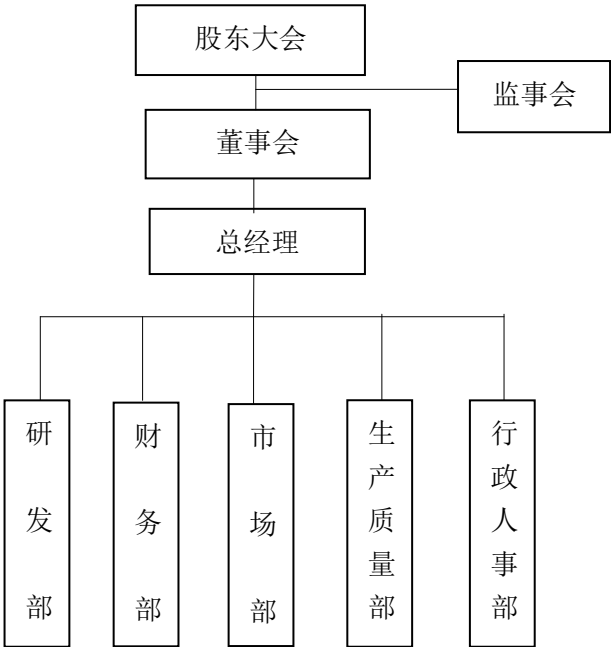 股东大会
监事会
董事会
总经理
研发部
财务部
市场部
生产质量部
行政人事部